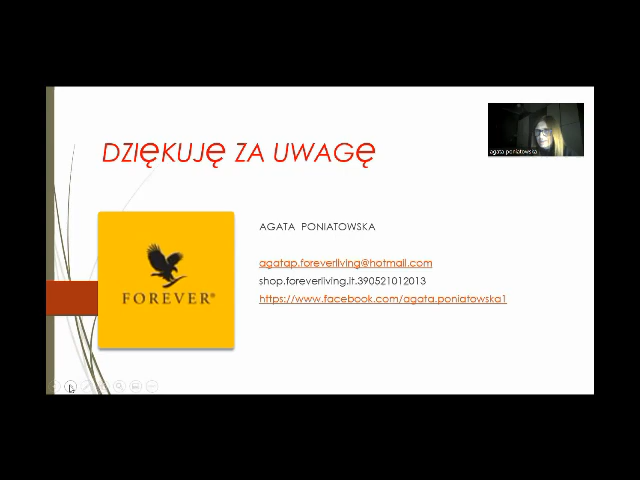 agata poniatowska
DZIĘKUJĘ ZA UWAGĘ
AGATA PONIATOWSKA
agatap.foreverliving@hotmail.com
shop.foreverliving.it.390521012013
https://www.facebook.com/agata.poniatowska1
FOREVER®